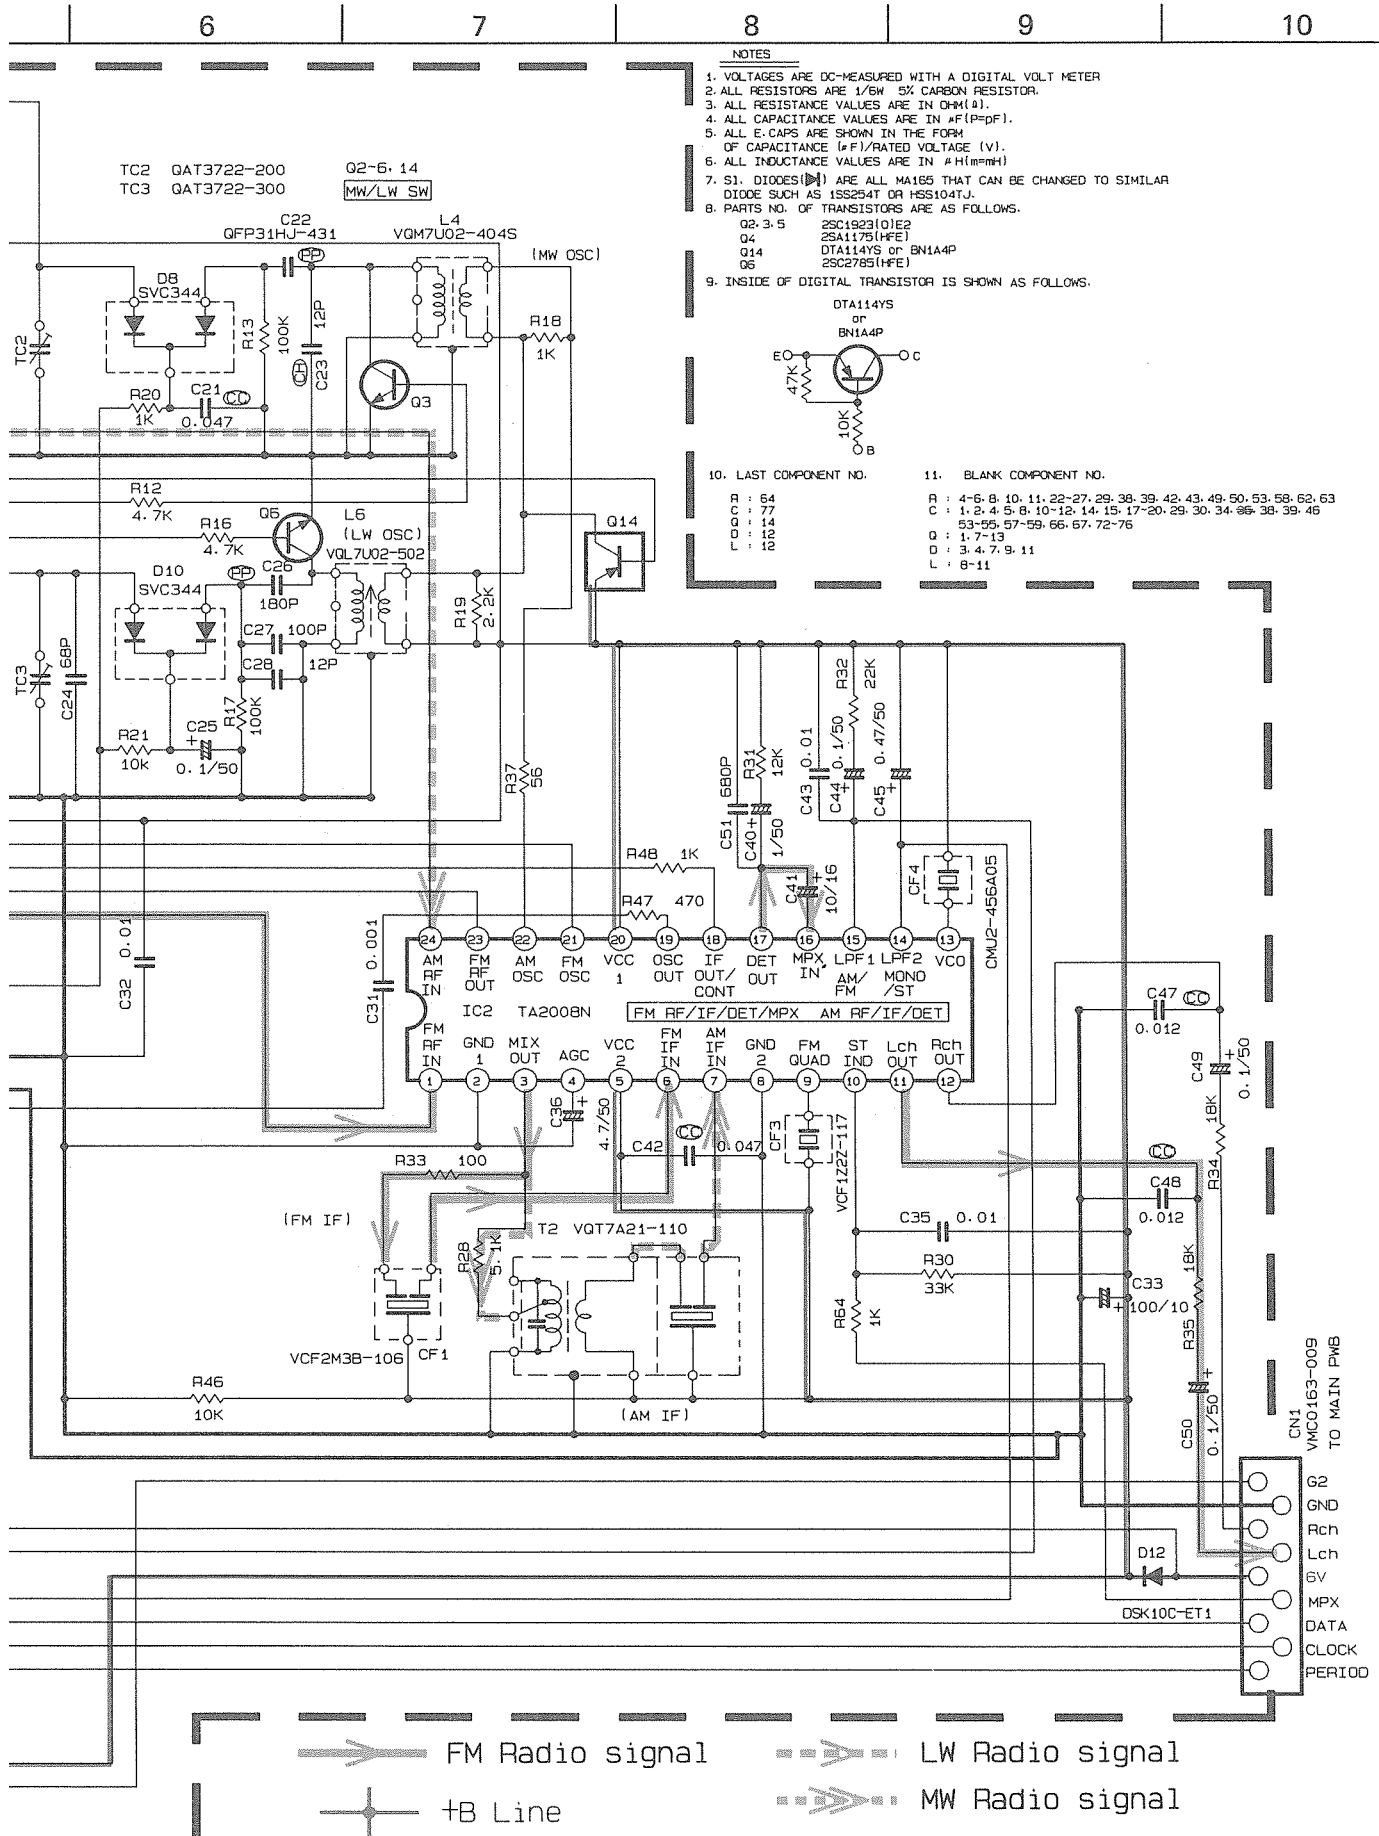 6 7 8 9 10
NOTES
1. VOLTAGES ARE DC-MEASURED WITH A DIGITAL VOLT METER
2. ALL RESISTORS ARE 1/6W 5% CARBON RESISTOR.
3. ALL RESISTANCE VALUES ARE IN OHM(Ω).
4. ALL CAPACITANCE VALUES ARE IN μF(P=pF).
5. ALL E.CAPS ARE SHOWN IN THE FORM
OF CAPACITANCE (μF)/RATED VOLTAGE (V).
6. ALL INDUCTANCE VALUES ARE IN μH(m=mH)
7. SI. DIODES( ) ARE ALL MA165 THAT CAN BE CHANGED TO SIMILAR
DIODE SUCH AS 1SS254T OR HSS104TJ.
8. PARTS NO. OF TRANSISTORS ARE AS FOLLOWS.
Q2.3.5 2SC1923(O)E2
Q4 2SA1175(HFE)
Q14 DTA114YS or BN1A4P
Q6 2SC2785(HFE)
9. INSIDE OF DIGITAL TRANSISTOR IS SHOWN AS FOLLOWS.
DTA114YS
or
BN1A4P
E C
47K
10K
B
10. LAST COMPONENT NO.
R : 64
C : 77
Q : 14
D : 12
L : 12
11. BLANK COMPONENT NO.
R : 4-6.8.10.11.22-27.29.38.39.42.43.49.50.53.58.62.63
C : 1.2.4.5.8.10-12.14.15.17-20.29.30.34.36.38.39.46
53-55.57-59.66.67.72-76
Q : 1.7-13
D : 3.4.7.9.11
L : 8-11
TC2 QAT3722-200
TC3 QAT3722-300
Q2-6.14
MW/LW SW
C22
QFP31HJ-431
PP
L4
VQM7U02-404S
(MW OSC)
D8
SVC344
R13
100K
12P
CH
C23
R18
1K
TC2
R20
1K
C21
CC
0.047
Q3
R12
4.7K
Q6
R16
4.7K
L6
(LW OSC)
VQL7U02-502
Q14
D10
SVC344
PP
C26
180P
R19
2.2K
C27
100P
C28
12P
TC3
C24
68P
R17
100K
R21
10k
C25
+
0.1/50
R37
56
C51
680P
R31
12K
C40
+
1/50
C43
0.01
R32
22K
C44
+
0.1/50
C45
+
0.47/50
R48 1K
R47 470
C41
+
10/16
CF4
CMU2-456A05
C32
0.01
C31
0.001
24 23 22 21 20 19 18 17 16 15 14 13
AM RF IN
FM RF OUT
AM OSC
FM OSC
VCC 1
OSC OUT
IF OUT/ CONT
DET OUT
MPX IN
LPF1 AM/ FM
LPF2 MONO /ST
VCO
IC2 TA2008N
FM RF/IF/DET/MPX AM RF/IF/DET
FM RF IN
GND 1
MIX OUT
AGC
VCC 2
FM IF IN
AM IF IN
GND 2
FM QUAD
ST IND
Lch OUT
Rch OUT
1 2 3 4 5 6 7 8 9 10 11 12
C36
+
4.7/50
C42
CC
0.047
CF3
VCF1Z2Z-117
C47
CC
0.012
C49
+
0.1/50
R34
18K
R33 100
(FM IF)
R28
5.1K
T2 VQT7A21-110
C35 0.01
R30
33K
R64
1K
CC
C48
0.012
C33
+100/10
R35
18K
C50
+
0.1/50
VCF2M3B-106 CF1
R46
10K
(AM IF)
CN1
VMC0163-009
TO MAIN PWB
G2
GND
Rch
Lch
6V
MPX
DATA
CLOCK
PERIOD
D12
DSK10C-ET1
FM Radio signal
LW Radio signal
+B Line
MW Radio signal